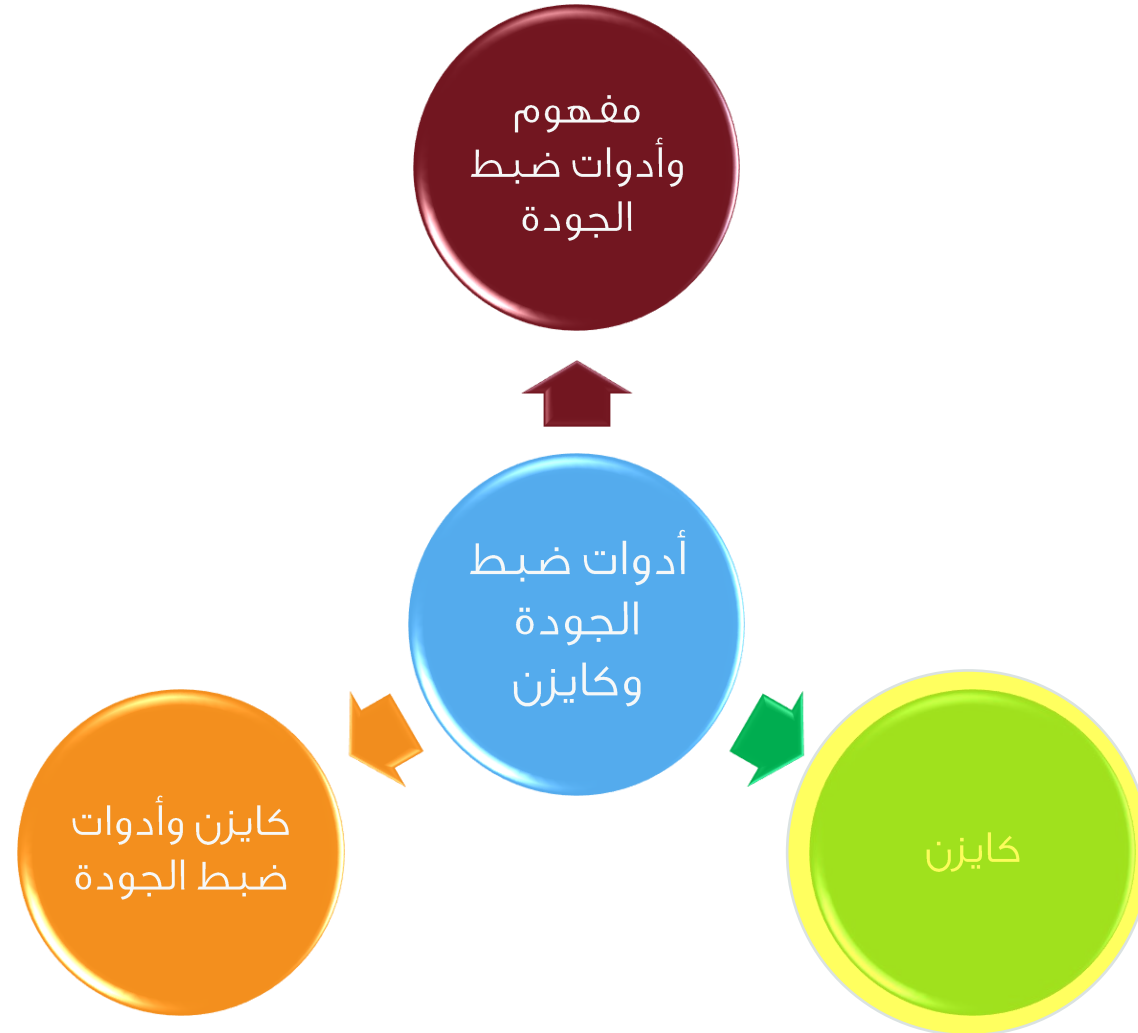 مفهوم
وأدوات ضبط
الجودة
أدوات ضبط
الجودة
وكايزن
كايزن
كايزن وأدوات
ضبط الجودة